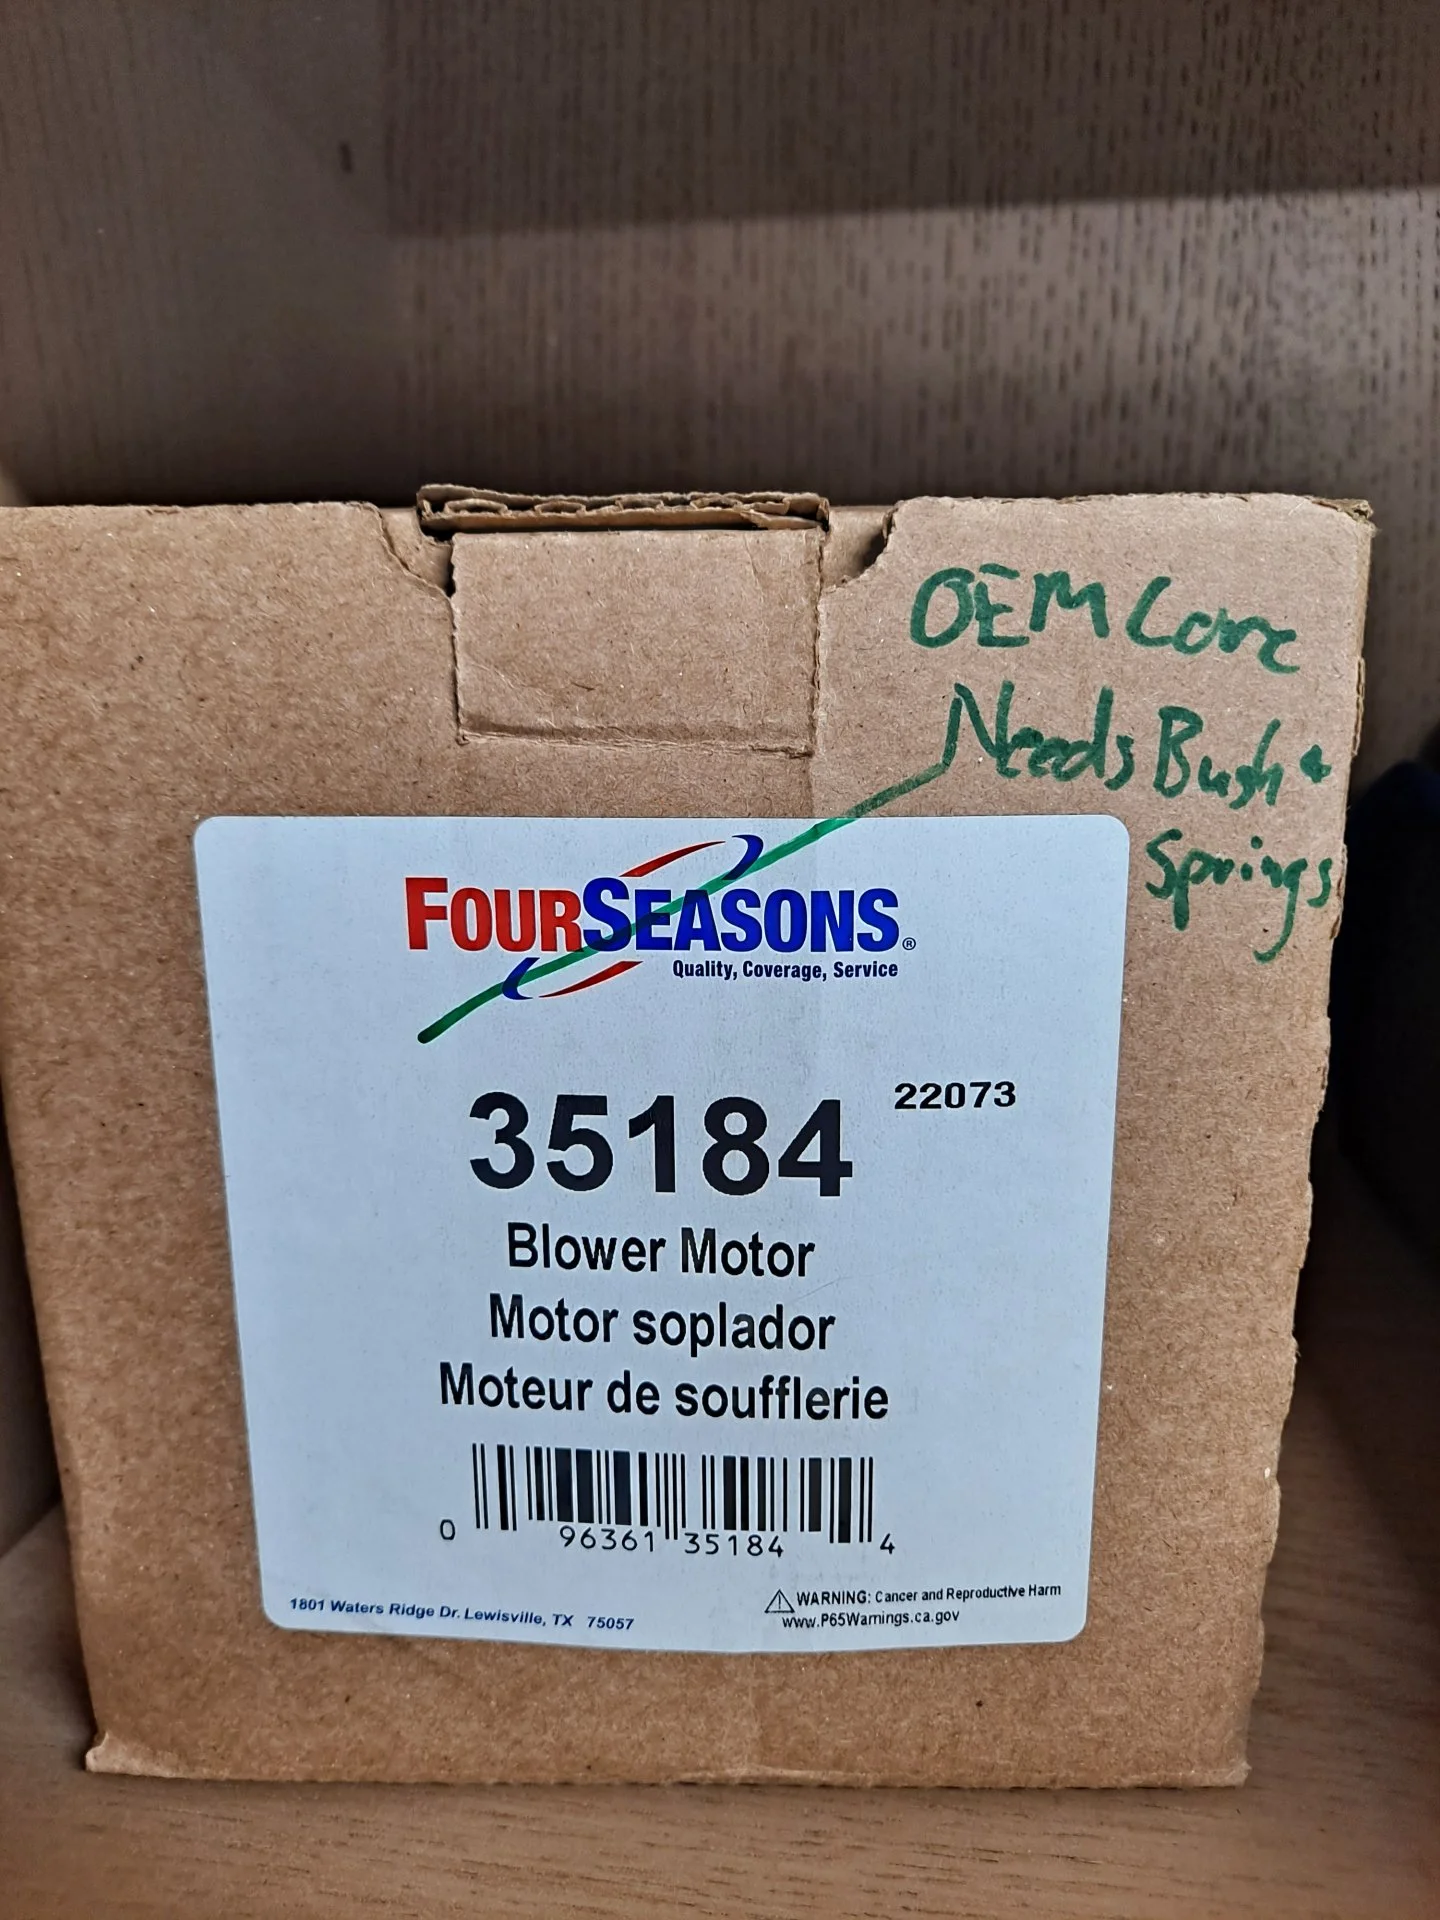 OEM Core
Needs Bush +
Springs
FOURSEASONS®
Quality, Coverage, Service
22073
35184
Blower Motor
Motor soplador
Moteur de soufflerie
0 96361 35184 4
1801 Waters Ridge Dr. Lewisville, TX 75057
WARNING: Cancer and Reproductive Harm
www.P65Warnings.ca.gov